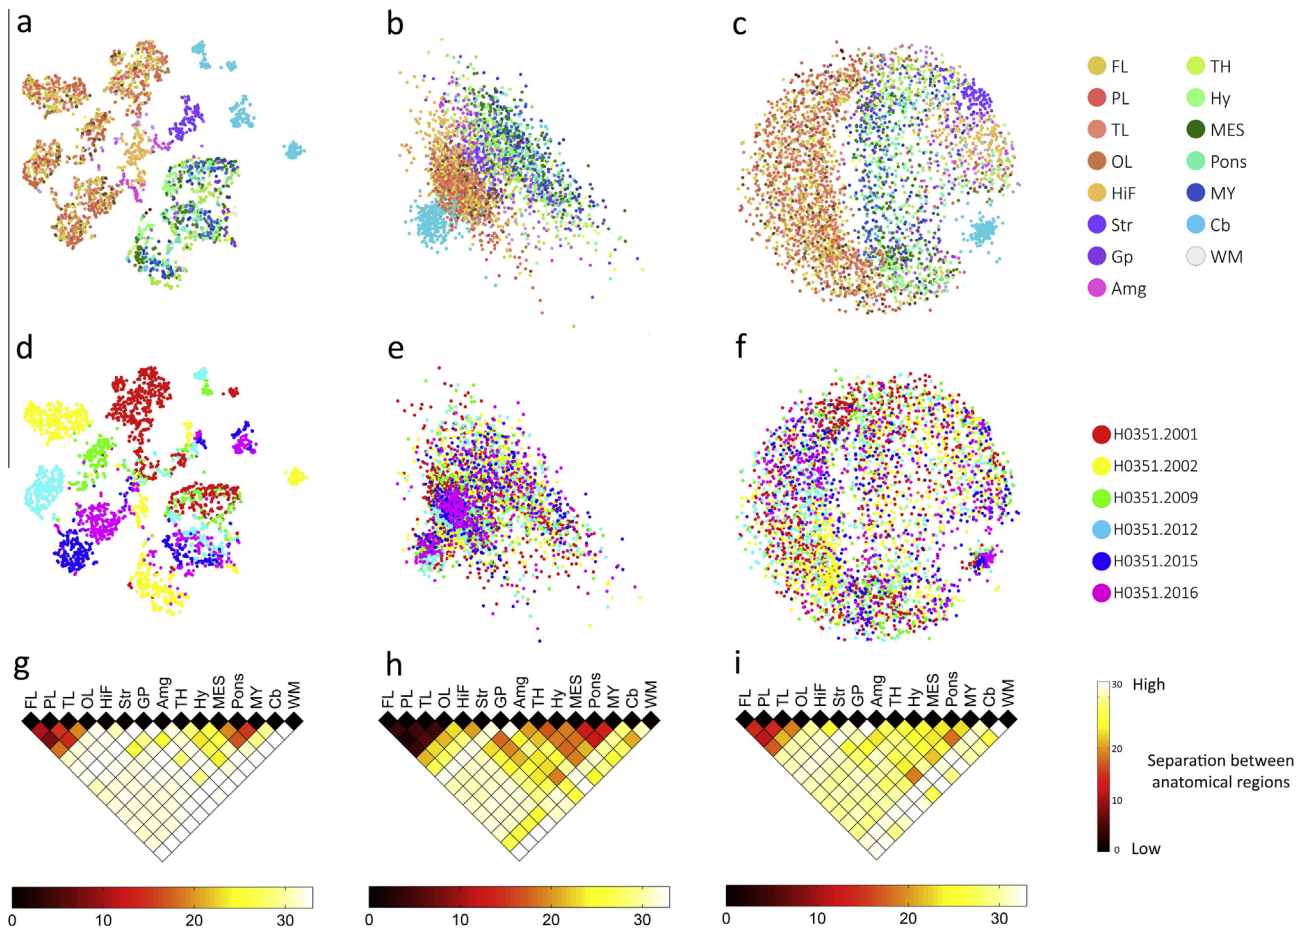 a
b
c
FL
PL
TL
OL
HiF
Str
Gp
Amg
TH
Hy
MES
Pons
MY
Cb
WM
d
e
f
H0351.2001
H0351.2002
H0351.2009
H0351.2012
H0351.2015
H0351.2016
g
FL PL TL OL HiF Str GP Amg TH Hy MES Pons MY Cb WM
h
FL PL TL OL HiF Str GP Amg TH Hy MES Pons MY Cb WM
i
FL PL TL OL HiF Str GP Amg TH Hy MES Pons MY Cb WM
30 High
20
Separation between
anatomical regions
10
0 Low
0 10 20 30
0 10 20 30
0 10 20 30